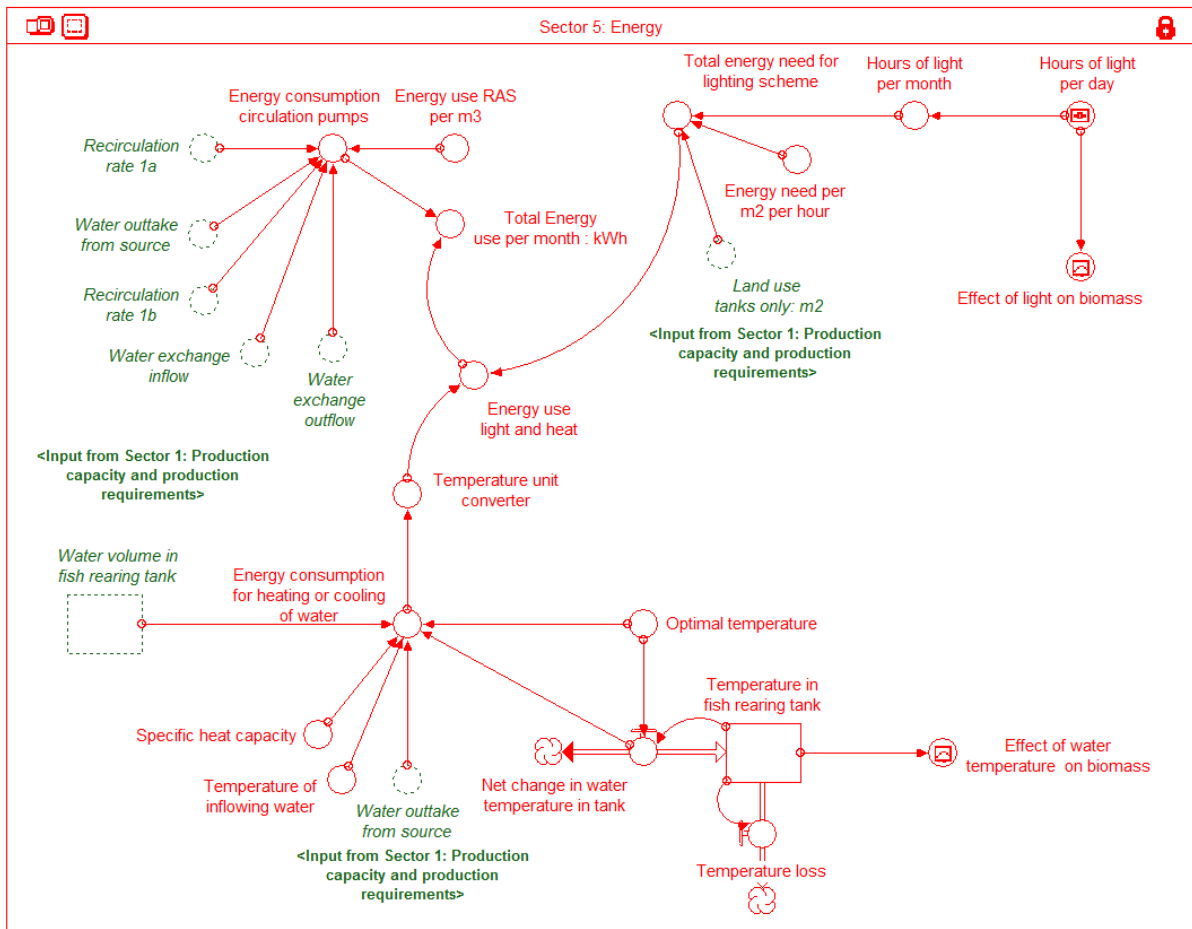 Sector 5: Energy
Total energy need for
lighting scheme
Hours of light
per month
Hours of light
per day
Energy consumption
circulation pumps
Energy use RAS
per m3
Recirculation
rate 1a
Energy need per
m2 per hour
Water outtake
from source
Total Energy
use per month : kWh
Land use
tanks only: m2
Effect of light on biomass
Recirculation
rate 1b
<Input from Sector 1: Production
capacity and production
requirements>
Water exchange
inflow
Water
exchange
outflow
Energy use
light and heat
<Input from Sector 1: Production
capacity and production
requirements>
Temperature unit
converter
Water volume in
fish rearing tank
Energy consumption
for heating or cooling
of water
Optimal temperature
Temperature in
fish rearing tank
Specific heat capacity
Effect of water
temperature on biomass
Temperature of
inflowing water
Net change in water
temperature in tank
Water outtake
from source
<Input from Sector 1: Production
capacity and production
requirements>
Temperature loss